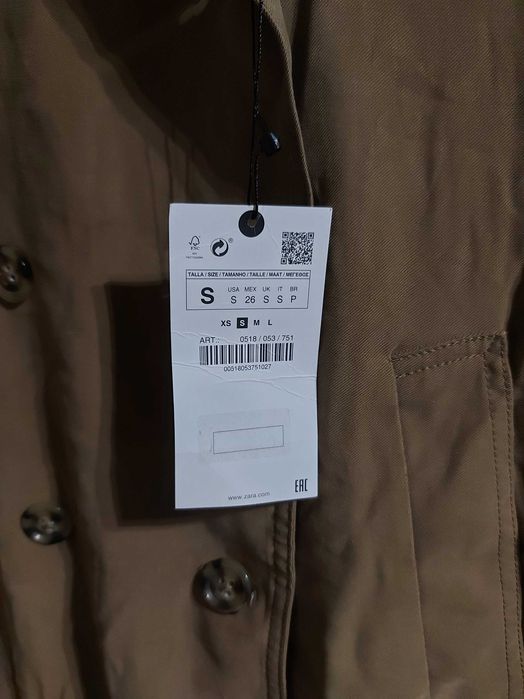 FSC
®
TALLA / SIZE / TAMANHO / TAILLE / MAAT / ΜΕΓΕΘΟΣ
S
USA MEX UK IT BR
S 26 S S P
XS S M L
ART.: 0518 / 053 / 751
00518053751027
www.zara.com
EAC